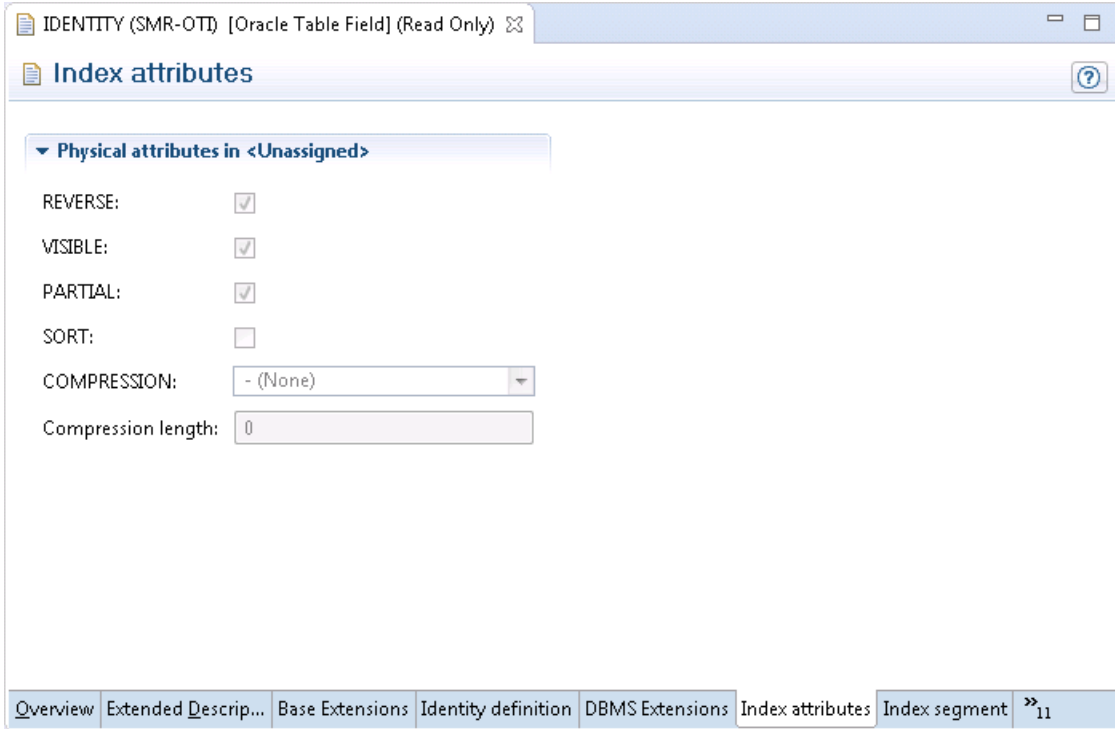 IDENTITY (SMR-OTI) [Oracle Table Field] (Read Only)
Index attributes
Physical attributes in <Unassigned>
REVERSE:
VISIBLE:
PARTIAL:
SORT:
COMPRESSION: - (None)
Compression length: 0
Overview Extended Descrip... Base Extensions Identity definition DBMS Extensions Index attributes Index segment »11